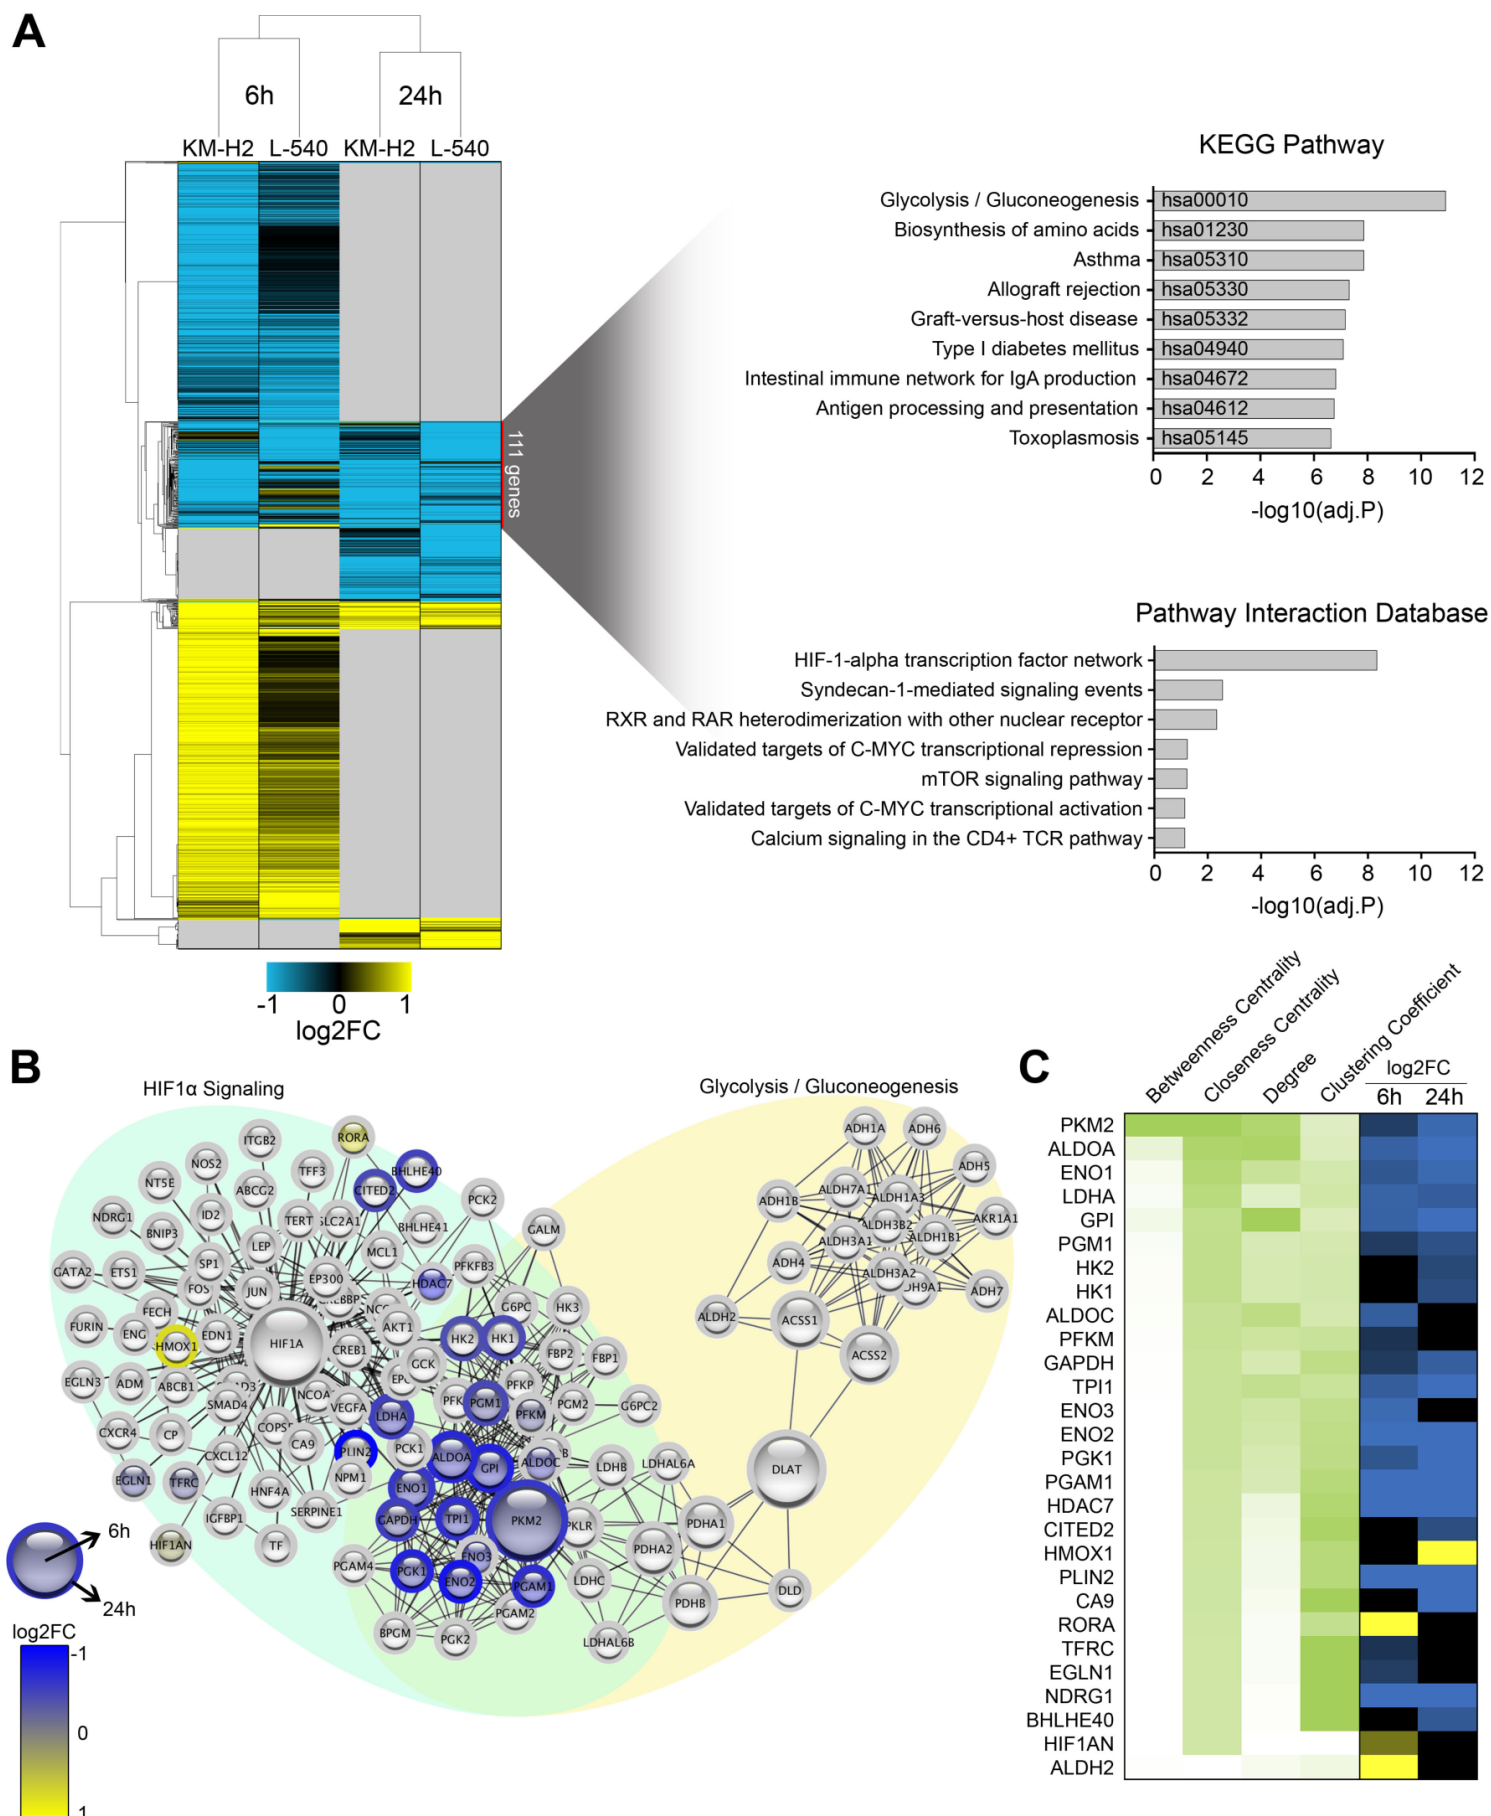 A
6h
24h
KM-H2
L-540
KM-H2
L-540
111 genes
-1
0
1
log2FC
KEGG Pathway
Glycolysis / Gluconeogenesis
hsa00010
Biosynthesis of amino acids
hsa01230
Asthma
hsa05310
Allograft rejection
hsa05330
Graft-versus-host disease
hsa05332
Type I diabetes mellitus
hsa04940
Intestinal immune network for IgA production
hsa04672
Antigen processing and presentation
hsa04612
Toxoplasmosis
hsa05145
0 2 4 6 8 10 12
-log10(adj.P)
Pathway Interaction Database
HIF-1-alpha transcription factor network
Syndecan-1-mediated signaling events
RXR and RAR heterodimerization with other nuclear receptor
Validated targets of C-MYC transcriptional repression
mTOR signaling pathway
Validated targets of C-MYC transcriptional activation
Calcium signaling in the CD4+ TCR pathway
0 2 4 6 8 10 12
-log10(adj.P)
B
HIF1α Signaling
Glycolysis / Gluconeogenesis
ITGB2
RORA
NOS2
TFF3
BHLHE40
NT5E
ABCG2
CITED2
PCK2
NDRG1
ID2
TERT
SLC2A1
BHLHE41
BNIP3
LEP
MCL1
GALM
GATA2
ETS1
SP1
EP300
HDAC7
PFKFB3
FOS
JUN
G6PC
HK3
FECH
AKT1
FURIN
ENG
HMOX1
EDN1
HIF1A
CREB1
HK2
HK1
FBP2
FBP1
GCK
EGLN3
ADM
ABCB1
SMAD4
NCOA
VEGFA
LDHA
PFK
PGM1
PFKP
PFKM
PGM2
G6PC2
CXCR4
CP
COPS
CA9
PLIN2
PCK1
ALDOA
GPI
ALDOC
CXCL12
EGLN1
TFRC
HNF4A
NPM1
ENO1
LDHB
LDHAL6A
IGFBP1
SERPINE1
GAPDH
TPI1
PKM2
PKLR
PDHA1
HIF1AN
TF
PGAM4
ENO3
PDHA2
PGK1
ENO2
PGAM1
LDHC
PDHB
DLD
PGAM2
BPGM
PGK2
LDHAL6B
DLAT
ADH1A
ADH6
ADH5
ADH1B
ALDH7A1
ALDH1A3
AKR1A1
ALDH3B2
ALDH3A1
ALDH1B1
ADH4
ALDH3A2
DH9A1
ADH7
ALDH2
ACSS1
ACSS2
6h
24h
log2FC
-1
0
1
C
Betweenness Centrality
Closeness Centrality
Degree
Clustering Coefficient
log2FC
6h 24h
PKM2
ALDOA
ENO1
LDHA
GPI
PGM1
HK2
HK1
ALDOC
PFKM
GAPDH
TPI1
ENO3
ENO2
PGK1
PGAM1
HDAC7
CITED2
HMOX1
PLIN2
CA9
RORA
TFRC
EGLN1
NDRG1
BHLHE40
HIF1AN
ALDH2